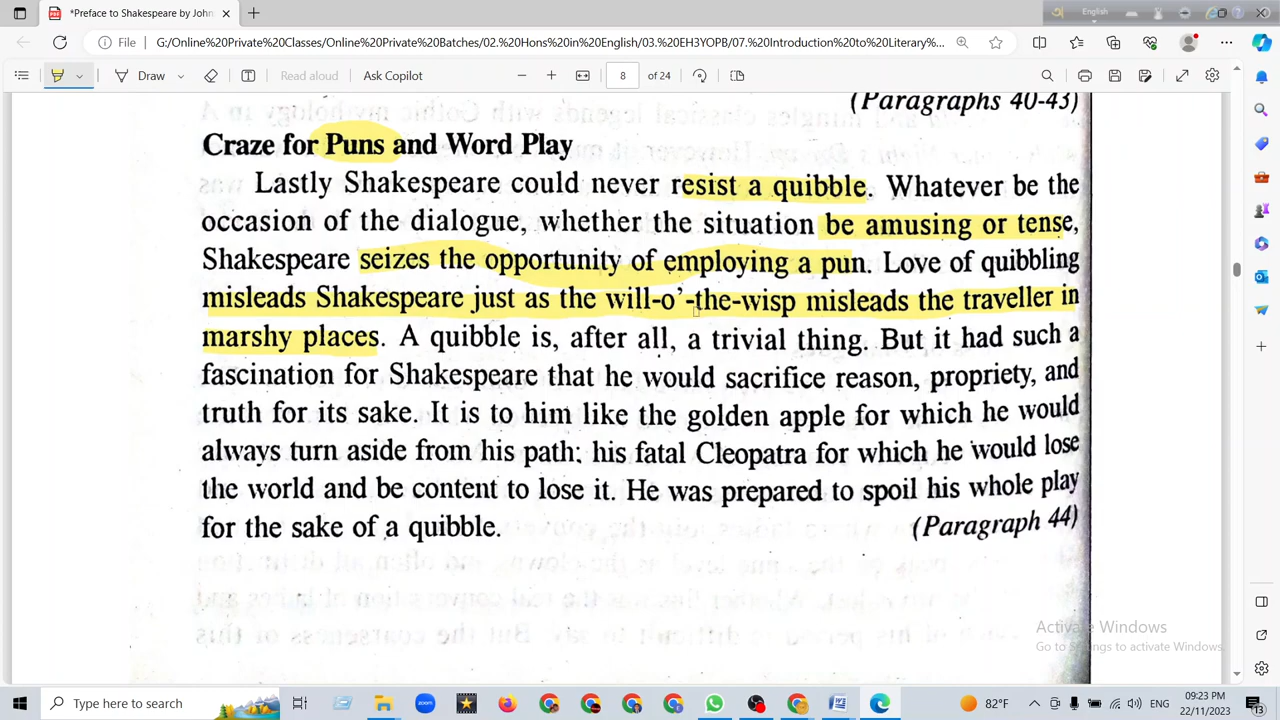 *Preface to Shakespeare by John
English
File
G:/Online%20Private%20Classes/Online%20Private%20Batches/02.%20Hons%20in%20English/03.%20EH3YOPB/07.%20Introduction%20to%20Literary%...
Draw
Read aloud
Ask Copilot
8
of 24
(Paragraphs 40-43)
Craze for Puns and Word Play
Lastly Shakespeare could never resist a quibble. Whatever be the
occasion of the dialogue, whether the situation be amusing or tense,
Shakespeare seizes the opportunity of employing a pun. Love of quibbling
misleads Shakespeare just as the will-o'-the-wisp misleads the traveller in
marshy places. A quibble is, after all, a trivial thing. But it had such a
fascination for Shakespeare that he would sacrifice reason, propriety, and
truth for its sake. It is to him like the golden apple for which he would
always turn aside from his path; his fatal Cleopatra for which he would lose
the world and be content to lose it. He was prepared to spoil his whole play
for the sake of a quibble.
(Paragraph 44)
Activate Windows
Go to Settings to activate Windows.
Type here to search
82°F
ENG
09:23 PM
22/11/2023